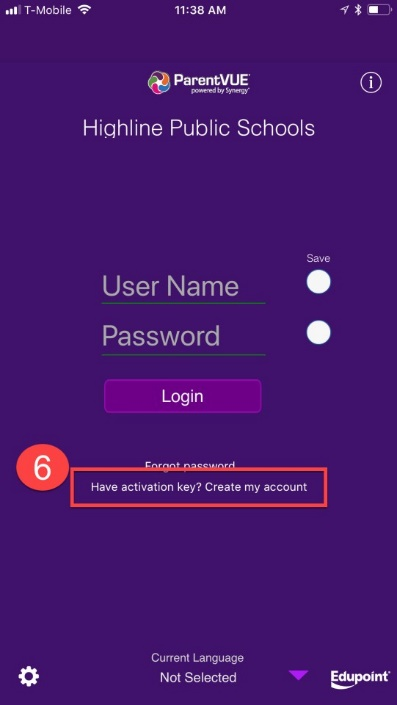 T-Mobile 11:38 AM
ParentVUE
powered by Synergy
Highline Public Schools
Save
User Name
Password
Login
Forgot password
6
Have activation key? Create my account
Current Language
Not Selected
Edupoint